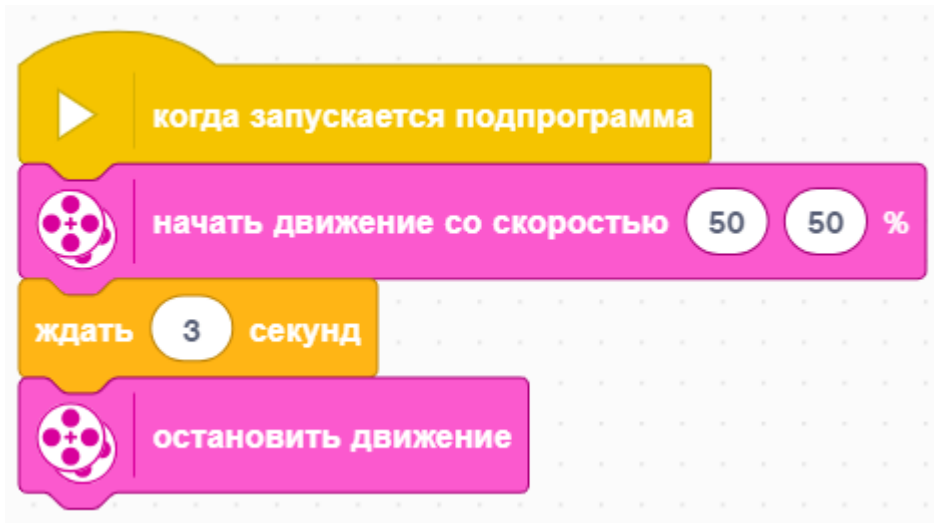 когда запускается подпрограмма
начать движение со скоростью 50 50 %
ждать 3 секунд
остановить движение